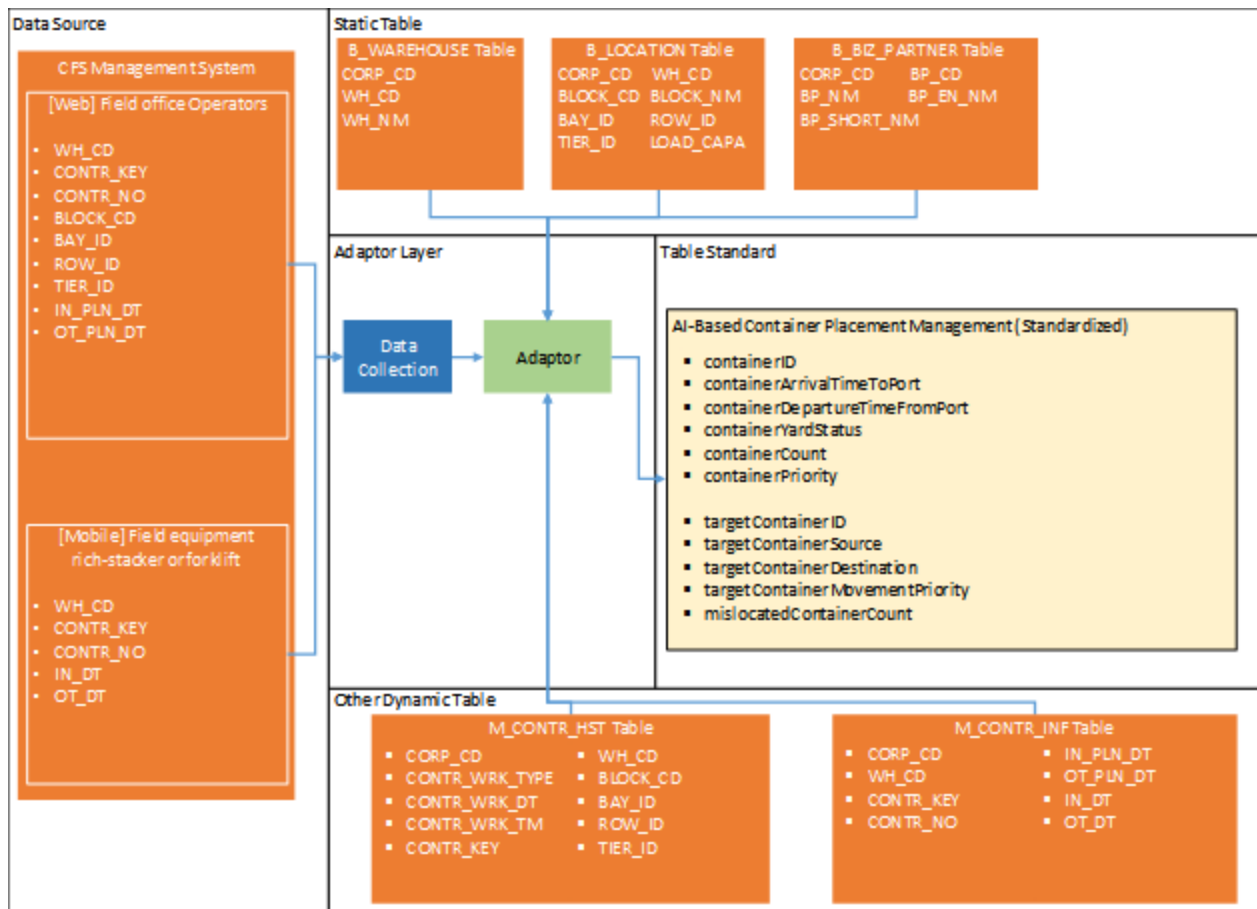 Data Source
CFS Management System
[Web] Field office Operators
• WH_CD
• CONTR_KEY
• CONTR_NO
• BLOCK_CD
• BAY_ID
• ROW_ID
• TIER_ID
• IN_PLN_DT
• OT_PLN_DT
[Mobile] Field equipment
rich-stacker or forklift
• WH_CD
• CONTR_KEY
• CONTR_NO
• IN_DT
• OT_DT
Static Table
B_WAREHOUSE Table
CORP_CD
WH_CD
WH_NM
B_LOCATION Table
CORP_CD WH_CD
BLOCK_CD BLOCK_NM
BAY_ID ROW_ID
TIER_ID LOAD_CAPA
B_BIZ_PARTNER Table
CORP_CD BP_CD
BP_NM BP_EN_NM
BP_SHORT_NM
Adaptor Layer
Data
Collection
Adaptor
Table Standard
AI-Based Container Placement Management (Standardized)
▪ containerID
▪ containerArrivalTimeToPort
▪ containerDepartureTimeFromPort
▪ containerYardStatus
▪ containerCount
▪ containerPriority
▪ targetContainerID
▪ targetContainerSource
▪ targetContainerDestination
▪ targetContainerMovementPriority
▪ mislocatedContainerCount
Other Dynamic Table
M_CONTR_HST Table
▪ CORP_CD ▪ WH_CD
▪ CONTR_WRK_TYPE ▪ BLOCK_CD
▪ CONTR_WRK_DT ▪ BAY_ID
▪ CONTR_WRK_TM ▪ ROW_ID
▪ CONTR_KEY ▪ TIER_ID
M_CONTR_INF Table
▪ CORP_CD ▪ IN_PLN_DT
▪ WH_CD ▪ OT_PLN_DT
▪ CONTR_KEY ▪ IN_DT
▪ CONTR_NO ▪ OT_DT